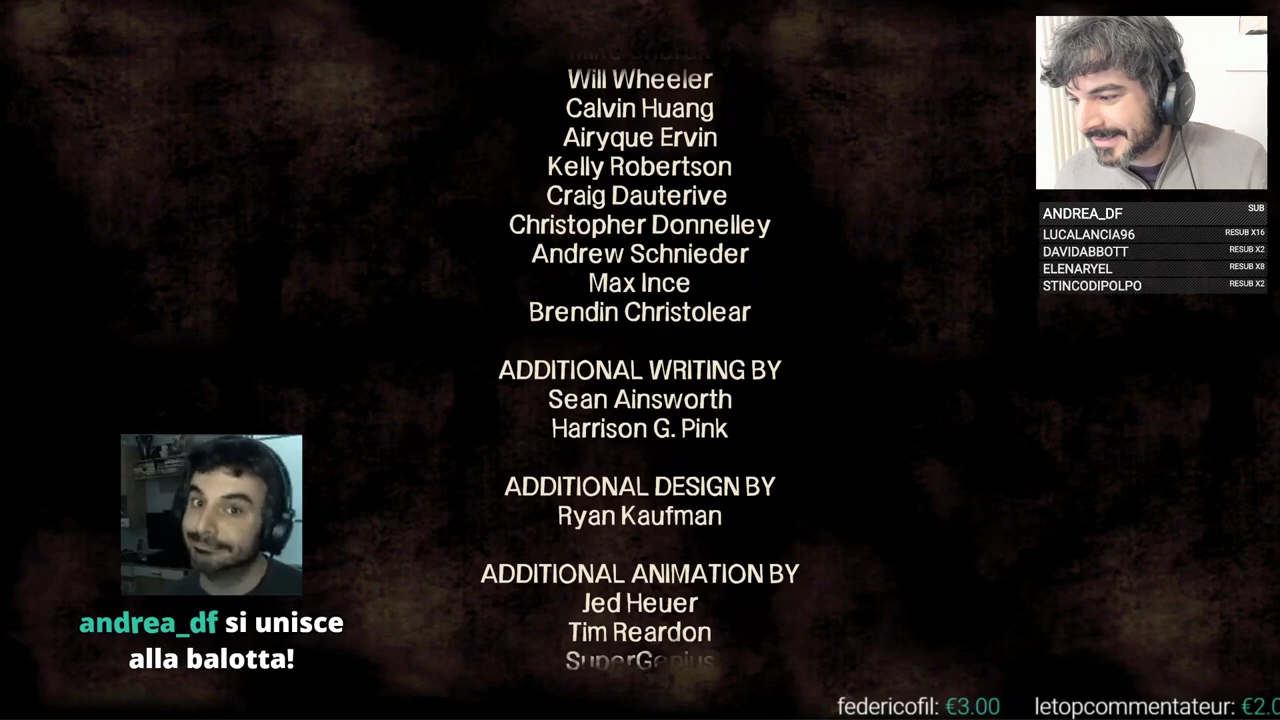 Will Wheeler
Calvin Huang
Airyque Ervin
Kelly Robertson
Craig Dauterive
Christopher Donnelley
Andrew Schnieder
Max Ince
Brendin Christolear
ADDITIONAL WRITING BY
Sean Ainsworth
Harrison G. Pink
ADDITIONAL DESIGN BY
Ryan Kaufman
ADDITIONAL ANIMATION BY
Jed Heuer
Tim Reardon
SuperGenius
ANDREA_DF SUB
LUCALANCIA96 RESUB X16
DAVIDABBOTT RESUB X2
ELENARYEL RESUB X8
STINCODIPOLPO RESUB X2
andrea_df si unisce
alla balotta!
federicofil: €3.00 letopcommentateur: €2.0